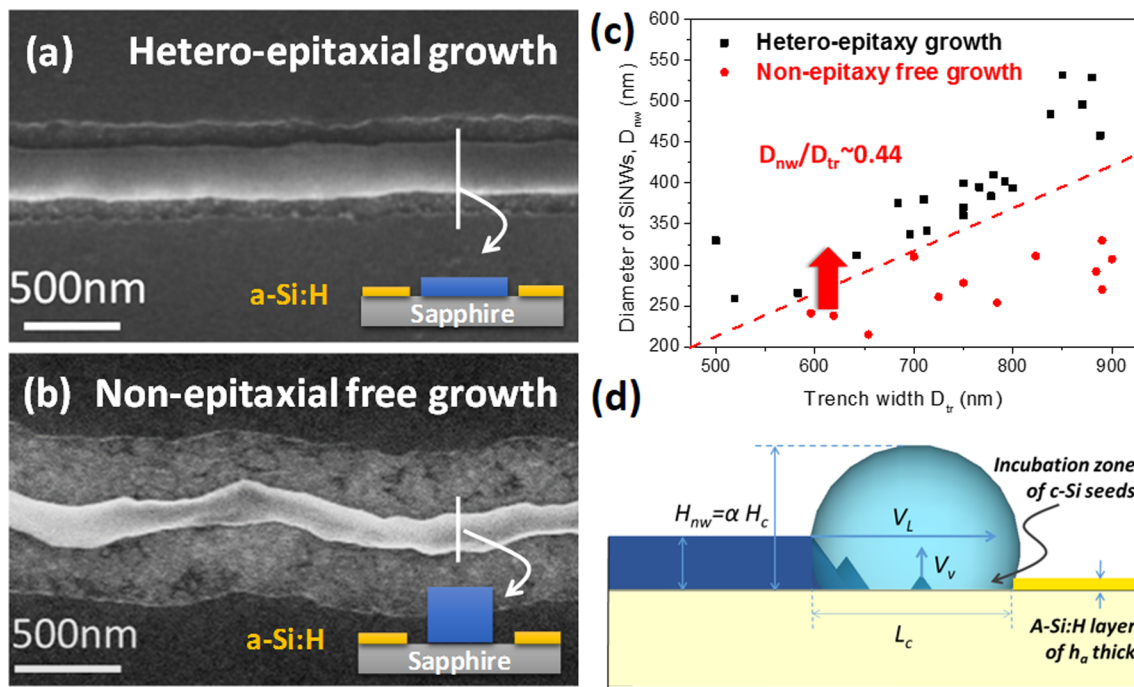 (a) Hetero-epitaxial growth
500nm
a-Si:H
Sapphire
(b) Non-epitaxial free growth
500nm
a-Si:H
Sapphire
(c)
Diameter of SiNWs, Dnw (nm)
600
550
500
450
400
350
300
250
200
Hetero-epitaxy growth
Non-epitaxy free growth
Dnw/Dtr~0.44
500 600 700 800 900
Trench width Dtr (nm)
(d)
Incubation zone
of c-Si seeds
Hnw=α Hc
VL
Vv
Lc
A-Si:H layer
of ha thick